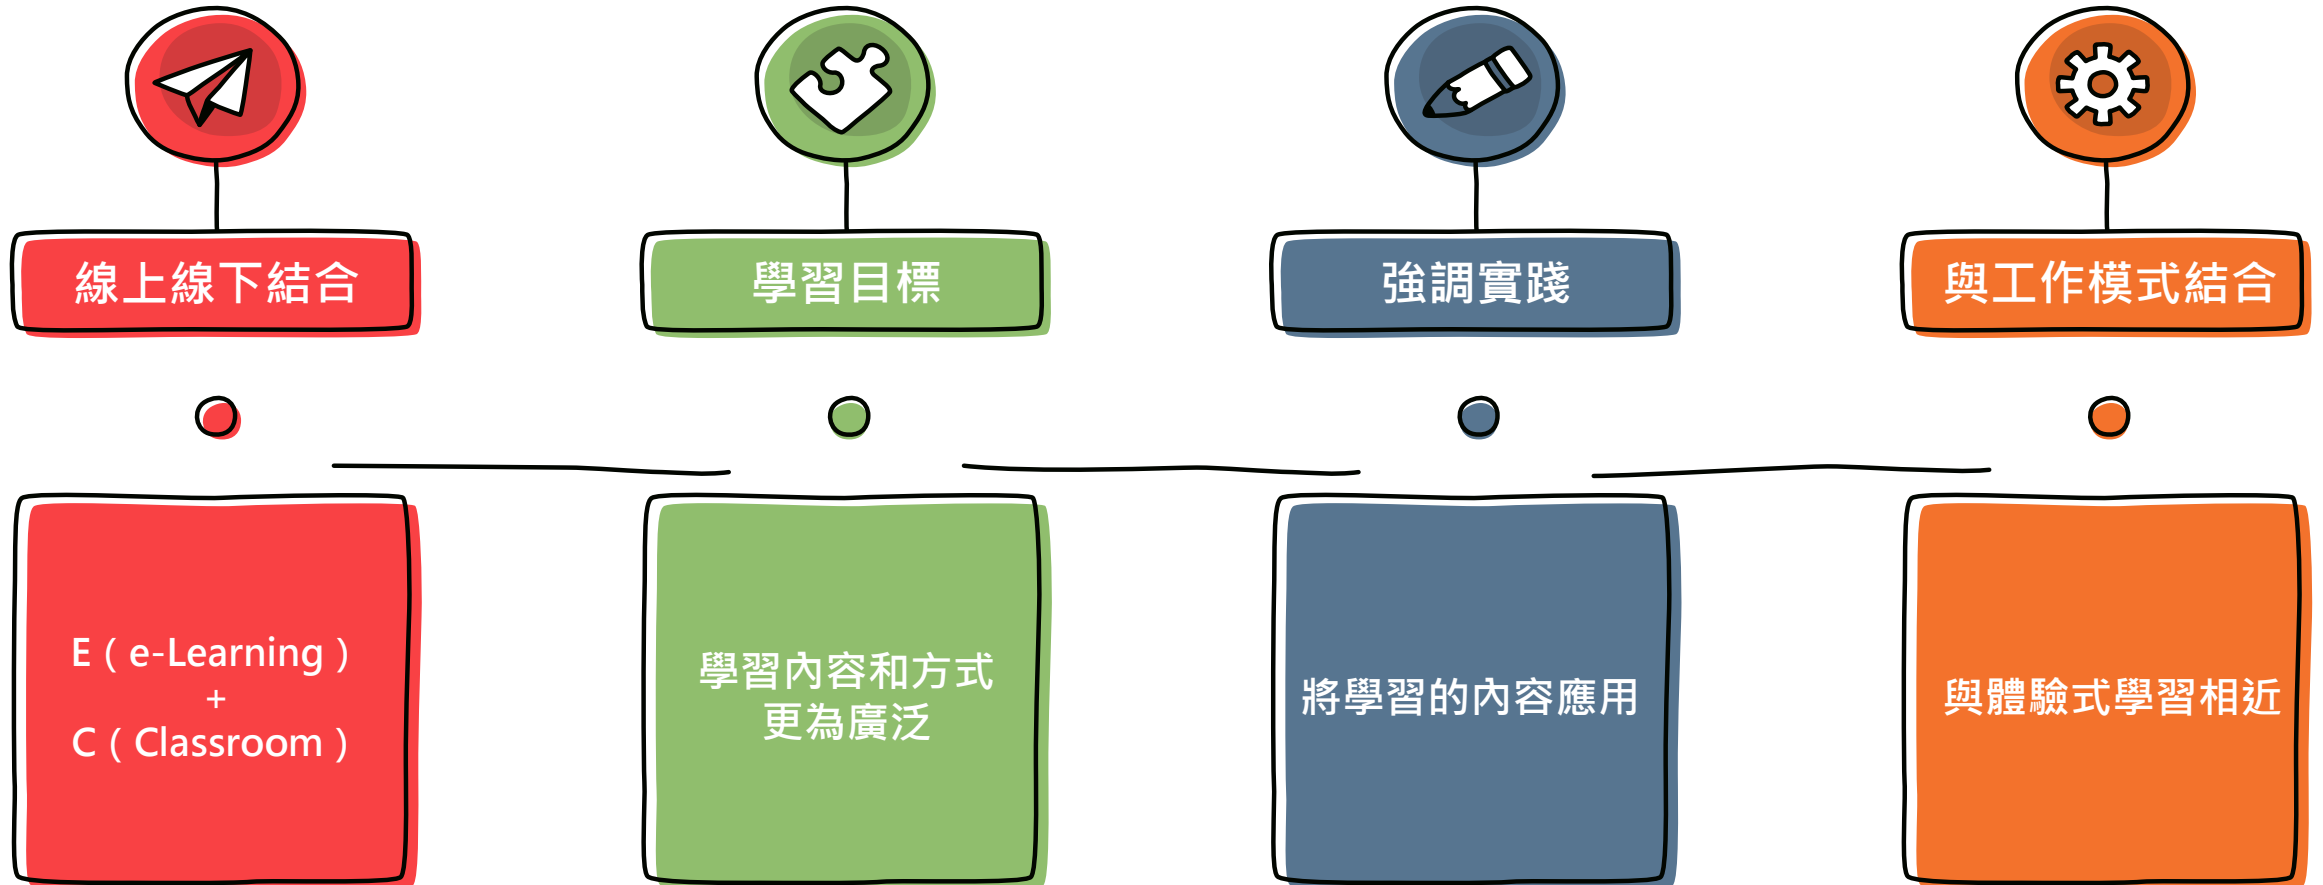 線上線下結合
學習目標
強調實踐
與工作模式結合
E（e-Learning）
+
C（Classroom）
學習內容和方式
更為廣泛
將學習的內容應用
與體驗式學習相近